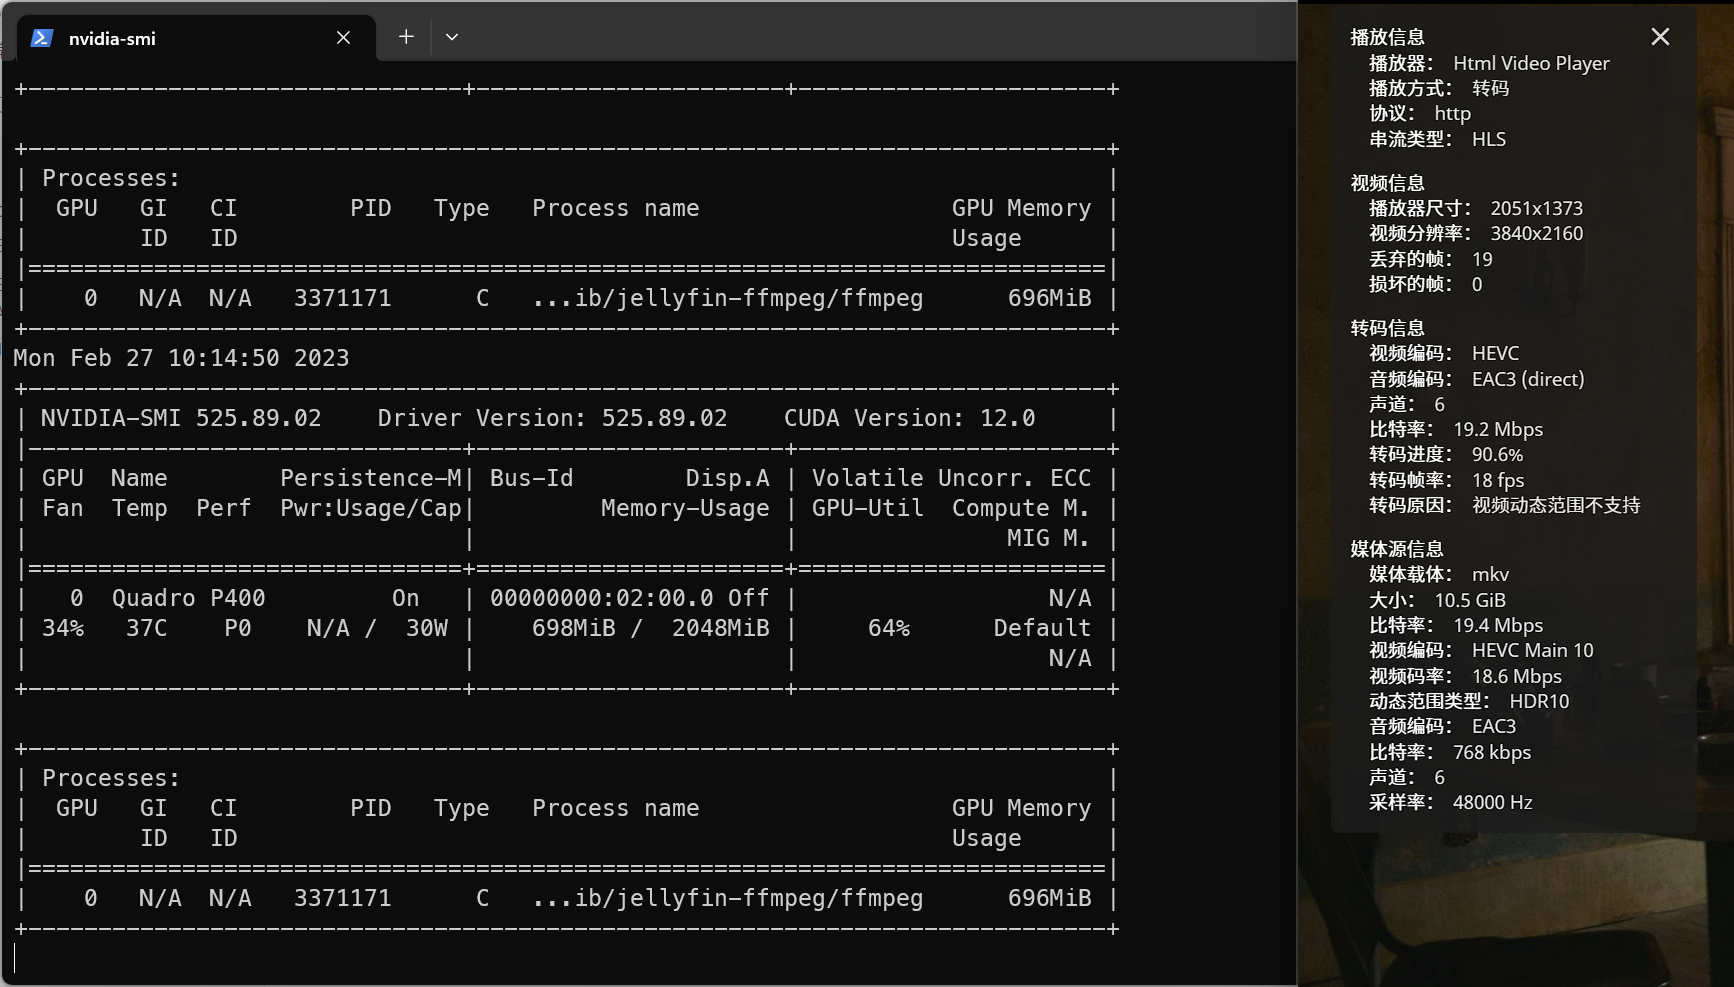 nvidia-smi
+-------------------------------+----------------------+----------------------+
+-----------------------------------------------------------------------------+
| Processes:                                                                  |
|  GPU   GI   CI        PID   Type   Process name                  GPU Memory |
|        ID   ID                                                   Usage      |
|=============================================================================|
|    0   N/A  N/A   3371171      C   ...ib/jellyfin-ffmpeg/ffmpeg      696MiB |
+-----------------------------------------------------------------------------+
Mon Feb 27 10:14:50 2023
+-----------------------------------------------------------------------------+
| NVIDIA-SMI 525.89.02    Driver Version: 525.89.02    CUDA Version: 12.0     |
|-------------------------------+----------------------+----------------------+
| GPU  Name        Persistence-M| Bus-Id        Disp.A | Volatile Uncorr. ECC |
| Fan  Temp  Perf  Pwr:Usage/Cap|         Memory-Usage | GPU-Util  Compute M. |
|                               |                      |               MIG M. |
|===============================+======================+======================|
|   0  Quadro P400         On   | 00000000:02:00.0 Off |                  N/A |
| 34%   37C    P0    N/A /  30W |    698MiB /  2048MiB |     64%      Default |
|                               |                      |                  N/A |
+-------------------------------+----------------------+----------------------+
+-----------------------------------------------------------------------------+
| Processes:                                                                  |
|  GPU   GI   CI        PID   Type   Process name                  GPU Memory |
|        ID   ID                                                   Usage      |
|=============================================================================|
|    0   N/A  N/A   3371171      C   ...ib/jellyfin-ffmpeg/ffmpeg      696MiB |
+-----------------------------------------------------------------------------+
播放信息
播放器： Html Video Player
播放方式： 转码
协议： http
串流类型： HLS
视频信息
播放器尺寸： 2051x1373
视频分辨率： 3840x2160
丢弃的帧： 19
损坏的帧： 0
转码信息
视频编码： HEVC
音频编码： EAC3 (direct)
声道： 6
比特率： 19.2 Mbps
转码进度： 90.6%
转码帧率： 18 fps
转码原因： 视频动态范围不支持
媒体源信息
媒体载体： mkv
大小： 10.5 GiB
比特率： 19.4 Mbps
视频编码： HEVC Main 10
视频码率： 18.6 Mbps
动态范围类型： HDR10
音频编码： EAC3
比特率： 768 kbps
声道： 6
采样率： 48000 Hz